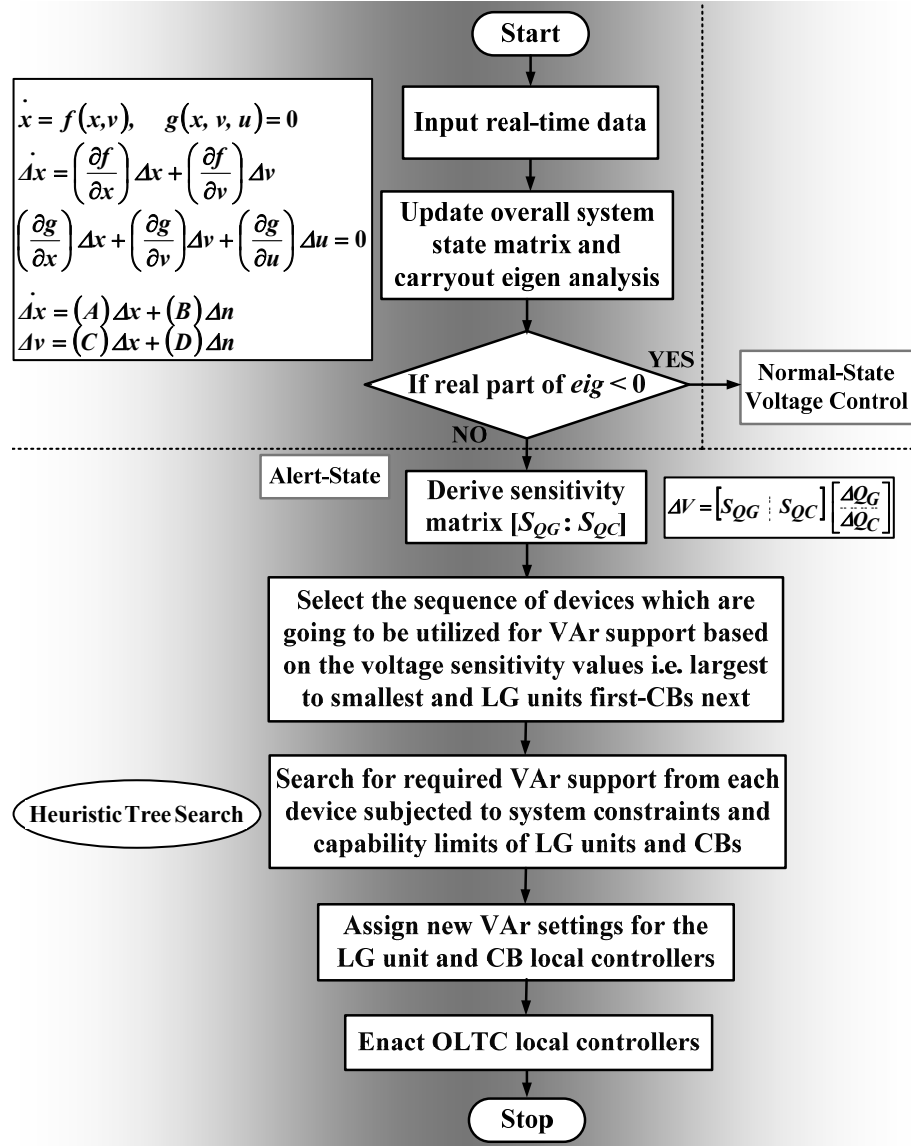 Start
Input real-time data
ẋ = f(x,v), g(x, v, u)=0
Δẋ = (∂f/∂x) Δx + (∂f/∂v) Δv
(∂g/∂x) Δx + (∂g/∂v) Δv + (∂g/∂u) Δu = 0
Δẋ = (A) Δx + (B) Δn
Δv = (C) Δx + (D) Δn
Update overall system
state matrix and
carryout eigen analysis
If real part of eig < 0
YES
Normal-State
Voltage Control
NO
Alert-State
Derive sensitivity
matrix [S_QG : S_QC]
ΔV = [S_QG ⋮ S_QC] [ΔQ_G / ΔQ_C]
Select the sequence of devices which are
going to be utilized for VAr support based
on the voltage sensitivity values i.e. largest
to smallest and LG units first-CBs next
Heuristic Tree Search
Search for required VAr support from each
device subjected to system constraints and
capability limits of LG units and CBs
Assign new VAr settings for the
LG unit and CB local controllers
Enact OLTC local controllers
Stop